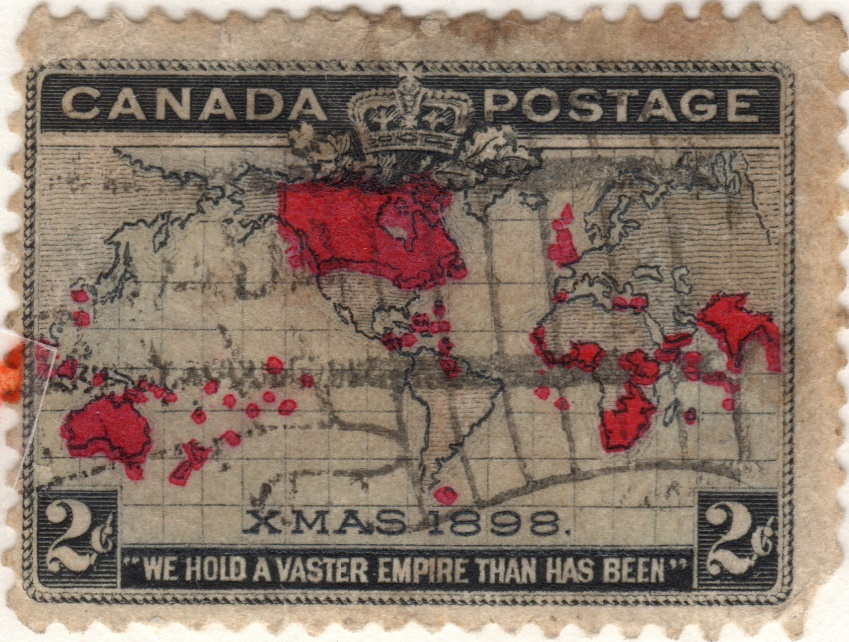 CANADA POSTAGE
XMAS 1898.
2¢ 2¢
"WE HOLD A VASTER EMPIRE THAN HAS BEEN"